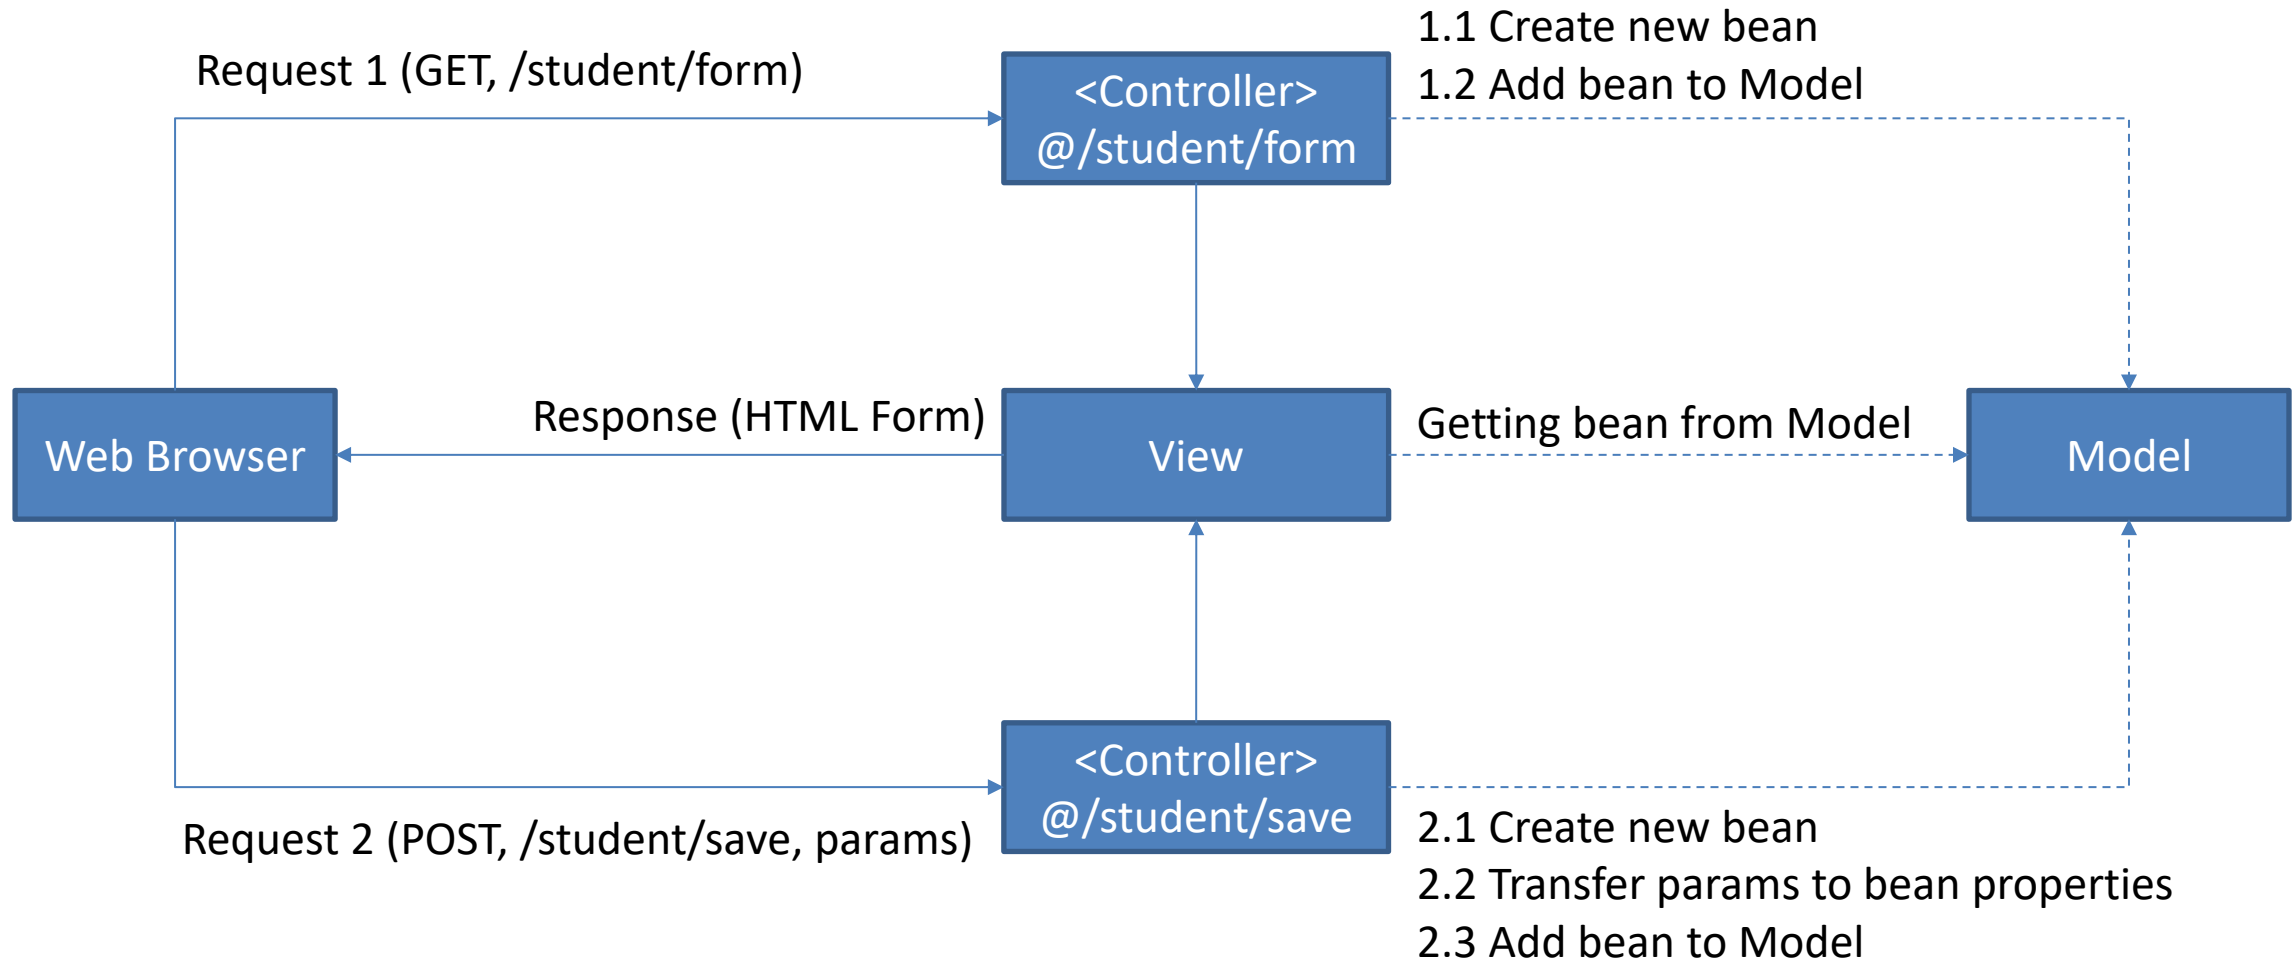 1.1 Create new bean
Request 1 (GET, /student/form)
<Controller>
1.2 Add bean to Model
@/student/form
Response (HTML Form)
Getting bean from Model
Web Browser
View
Model
<Controller>
@/student/save
Request 2 (POST, /student/save, params)
2.1 Create new bean
2.2 Transfer params to bean properties
2.3 Add bean to Model